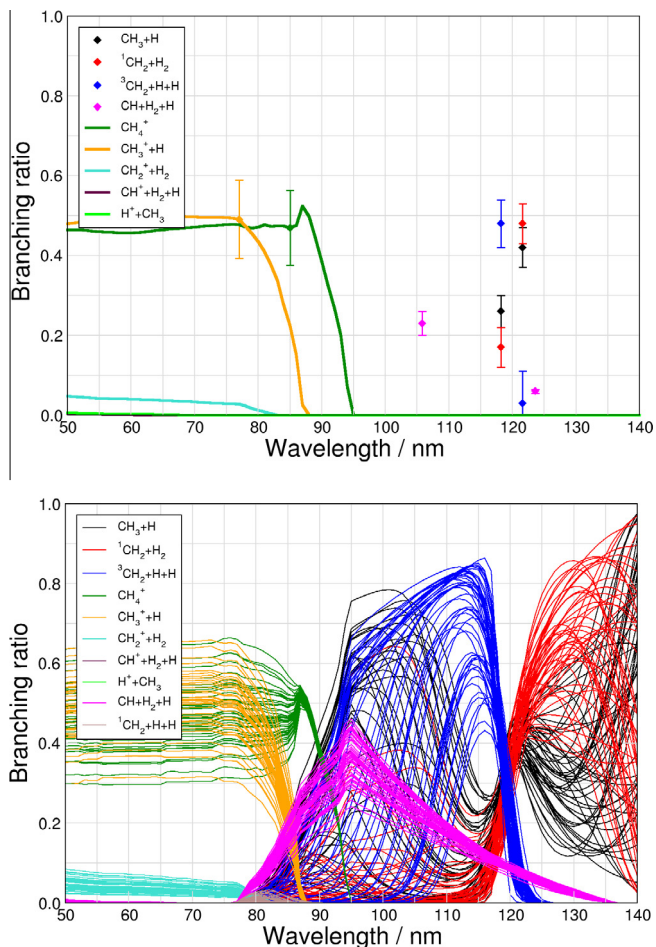 1.0
0.8
0.6
0.4
0.2
0.0
Branching ratio
CH₃+H
¹CH₂+H₂
³CH₂+H+H
CH+H₂+H
CH₄⁺
CH₃⁺+H
CH₂⁺+H₂
CH⁺+H₂+H
H⁺+CH₃
50 60 70 80 90 100 110 120 130 140
Wavelength / nm
1.0
0.8
0.6
0.4
0.2
0.0
Branching ratio
CH₃+H
¹CH₂+H₂
³CH₂+H+H
CH₄⁺
CH₃⁺+H
CH₂⁺+H₂
CH⁺+H₂+H
H⁺+CH₃
CH+H₂+H
¹CH₂+H+H
50 60 70 80 90 100 110 120 130 140
Wavelength / nm